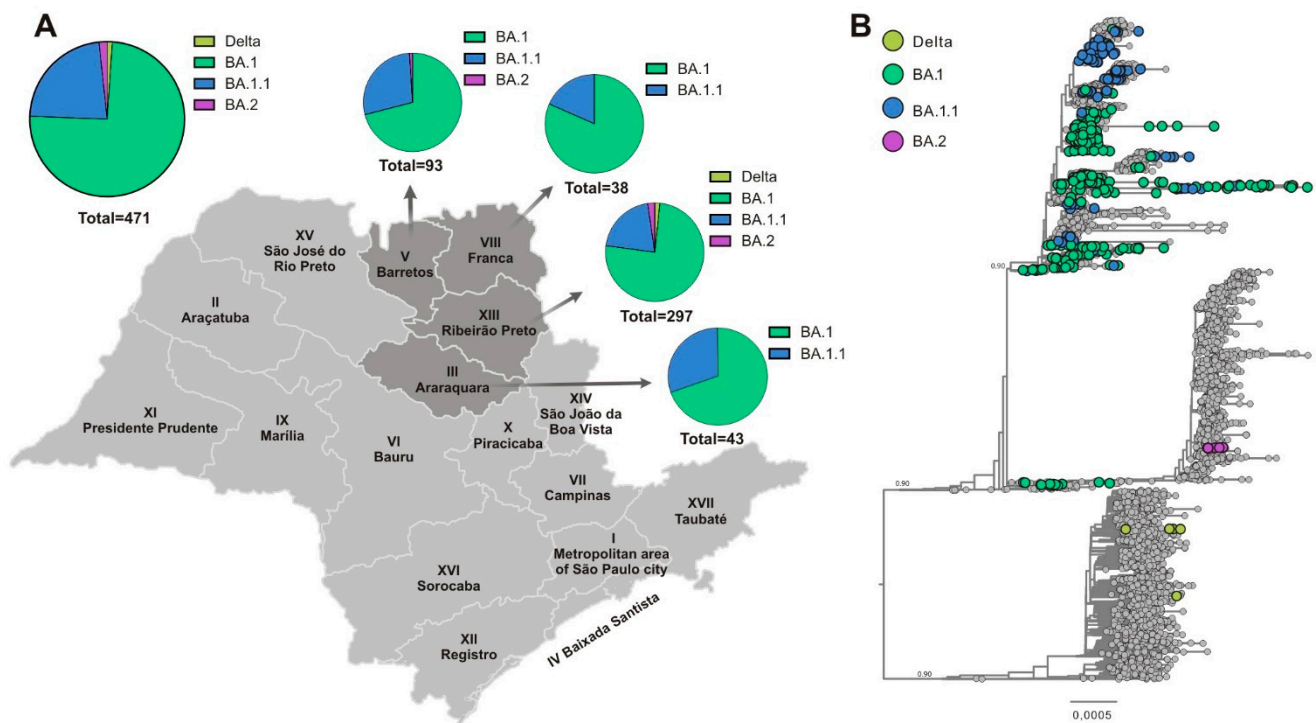 A
Delta
BA.1
BA.1.1
BA.2
Total=471
BA.1
BA.1.1
BA.2
Total=93
BA.1
BA.1.1
Total=38
Delta
BA.1
BA.1.1
BA.2
Total=297
BA.1
BA.1.1
Total=43
XV
São José do
Rio Preto
V
Barretos
VIII
Franca
II
Araçatuba
XIII
Ribeirão Preto
III
Araraquara
XI
Presidente Prudente
IX
Marília
VI
Bauru
X
Piracicaba
XIV
São João da
Boa Vista
VII
Campinas
XVII
Taubaté
I
Metropolitan area
of São Paulo city
XVI
Sorocaba
XII
Registro
IV Baixada Santista
B
Delta
BA.1
BA.1.1
BA.2
0.90
0.90
0.90
0,0005